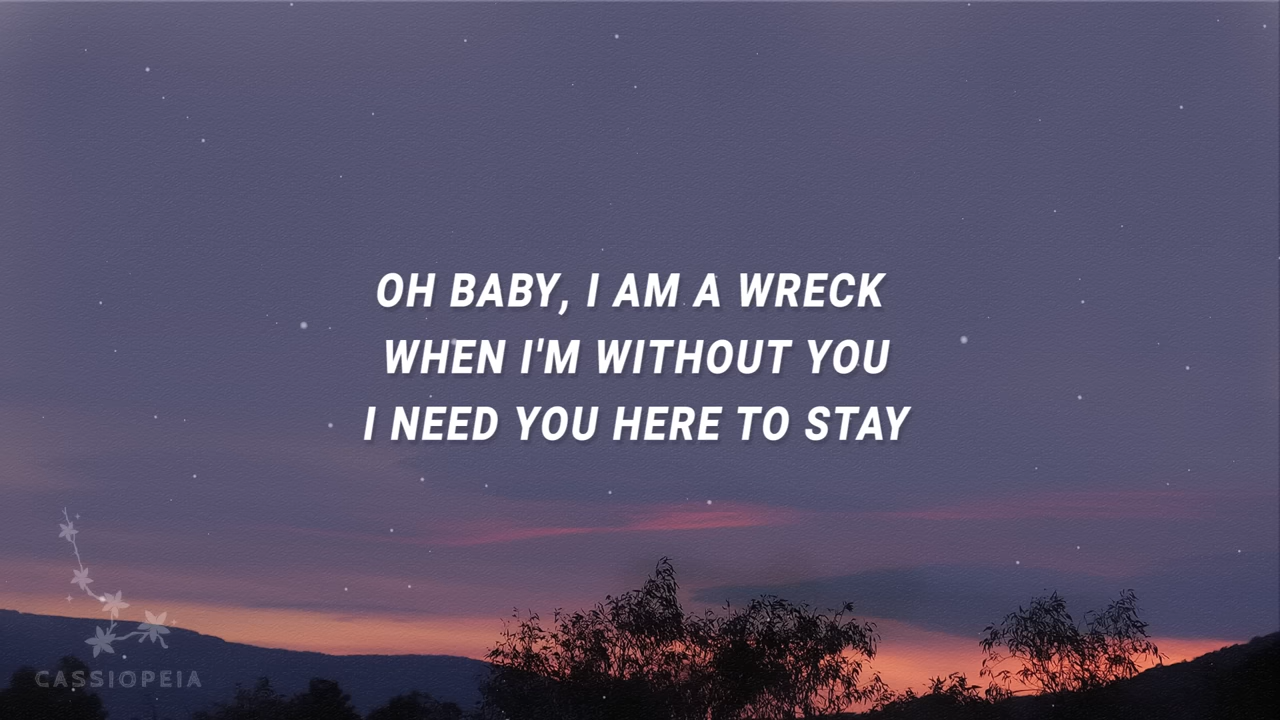 OH BABY, I AM A WRECK
WHEN I'M WITHOUT YOU
I NEED YOU HERE TO STAY
CASSIOPEIA